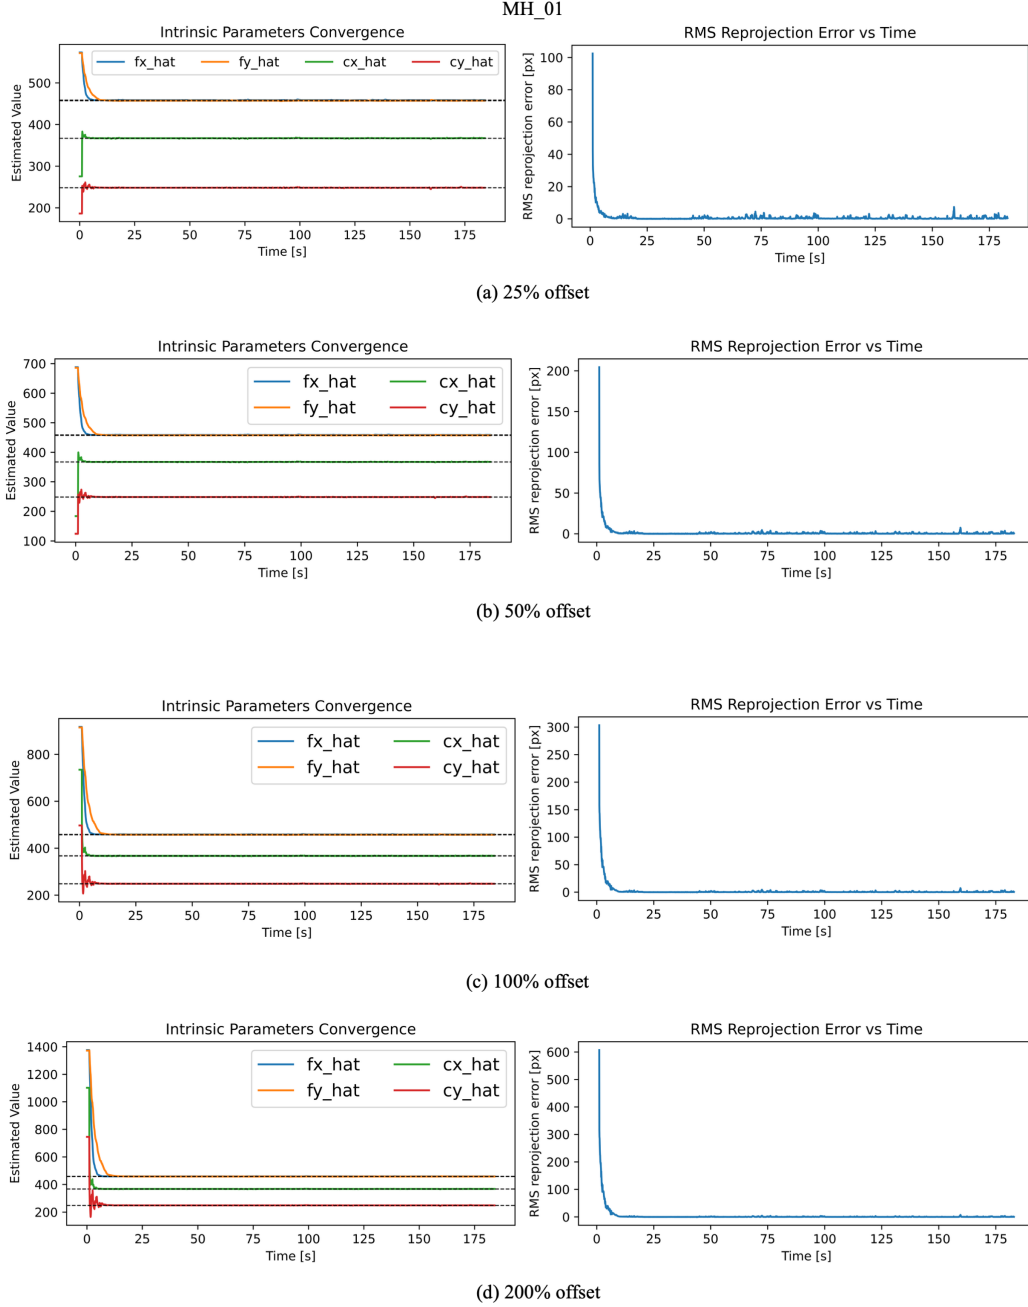 MH_01
Intrinsic Parameters Convergence
fx_hat fy_hat cx_hat cy_hat
Estimated Value
500
400
300
200
0 25 50 75 100 125 150 175
Time [s]
RMS Reprojection Error vs Time
RMS reprojection error [px]
100
80
60
40
20
0
0 25 50 75 100 125 150 175
Time [s]
(a) 25% offset
Intrinsic Parameters Convergence
fx_hat cx_hat
fy_hat cy_hat
Estimated Value
700
600
500
400
300
200
100
0 25 50 75 100 125 150 175
Time [s]
RMS Reprojection Error vs Time
RMS reprojection error [px]
200
150
100
50
0
0 25 50 75 100 125 150 175
Time [s]
(b) 50% offset
Intrinsic Parameters Convergence
fx_hat cx_hat
fy_hat cy_hat
Estimated Value
800
600
400
200
0 25 50 75 100 125 150 175
Time [s]
RMS Reprojection Error vs Time
RMS reprojection error [px]
300
250
200
150
100
50
0
0 25 50 75 100 125 150 175
Time [s]
(c) 100% offset
Intrinsic Parameters Convergence
fx_hat cx_hat
fy_hat cy_hat
Estimated Value
1400
1200
1000
800
600
400
200
0 25 50 75 100 125 150 175
Time [s]
RMS Reprojection Error vs Time
RMS reprojection error [px]
600
500
400
300
200
100
0
0 25 50 75 100 125 150 175
Time [s]
(d) 200% offset